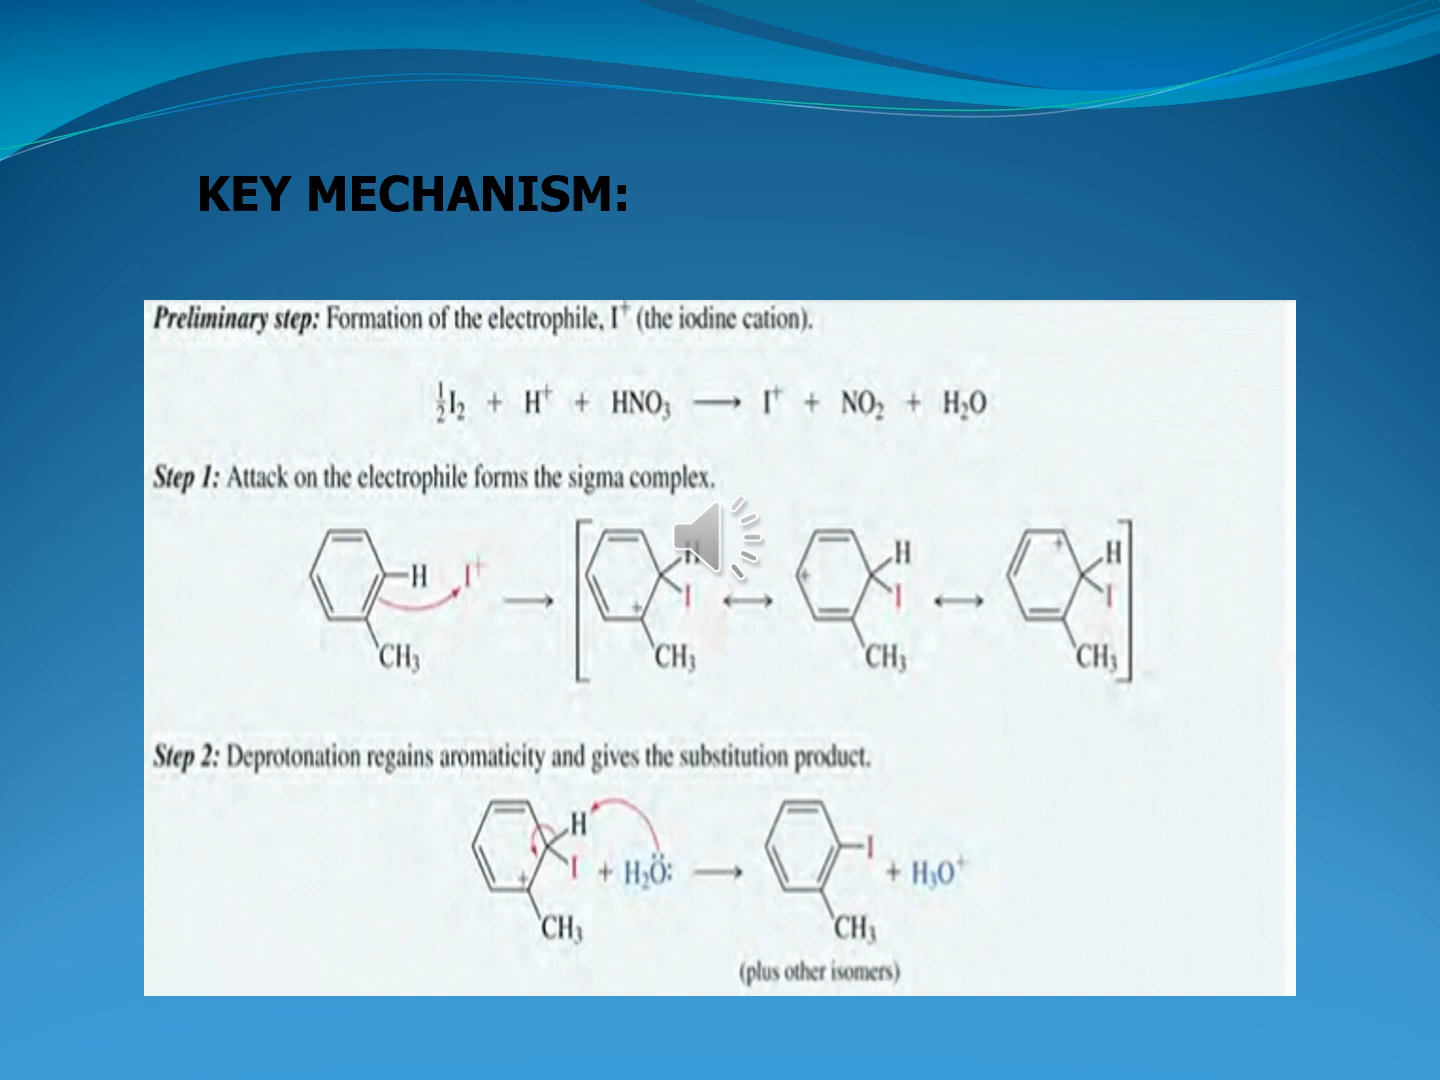 KEY MECHANISM:
Preliminary step: Formation of the electrophile, I⁺ (the iodine cation).
½I₂ + H⁺ + HNO₃ ⟶ I⁺ + NO₂ + H₂O
Step 1: Attack on the electrophile forms the sigma complex.
H I⁺ H I + H I + H I +
CH₃ CH₃ CH₃ CH₃
Step 2: Deprotonation regains aromaticity and gives the substitution product.
H I + + H₂Ö: ⟶ I + H₃O⁺
CH₃ CH₃
(plus other isomers)